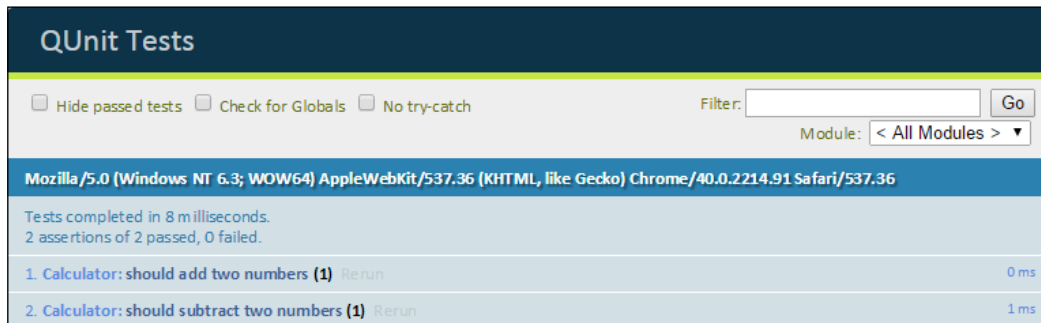 QUnit Tests
Hide passed tests Check for Globals No try-catch Filter: Go
Module: < All Modules >
Mozilla/5.0 (Windows NT 6.3; WOW64) AppleWebKit/537.36 (KHTML, like Gecko) Chrome/40.0.2214.91 Safari/537.36
Tests completed in 8 milliseconds.
2 assertions of 2 passed, 0 failed.
1. Calculator: should add two numbers (1) Rerun 0 ms
2. Calculator: should subtract two numbers (1) Rerun 1 ms